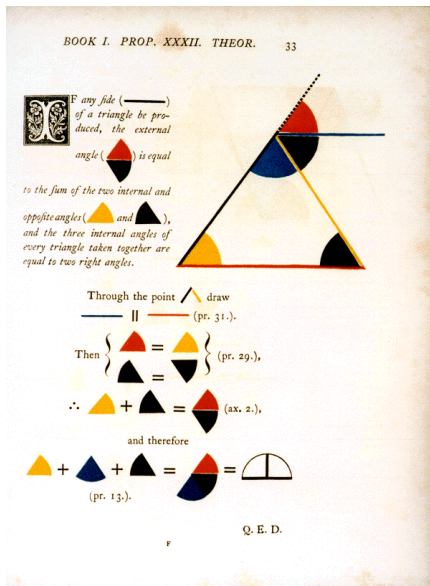 BOOK I. PROP. XXXII. THEOR.
33
IF any ſide (
)
of a triangle be pro-
duced, the external
angle (
) is equal
to the ſum of the two internal and
oppoſite angles (
and
),
and the three internal angles of
every triangle taken together are
equal to two right angles.
Through the point
draw
||
(pr. 31.).
Then {
=
} (pr. 29.),
=
∴
+
=
(ax. 2.),
and therefore
+
+
=
=
(pr. 13.).
Q. E. D.
F